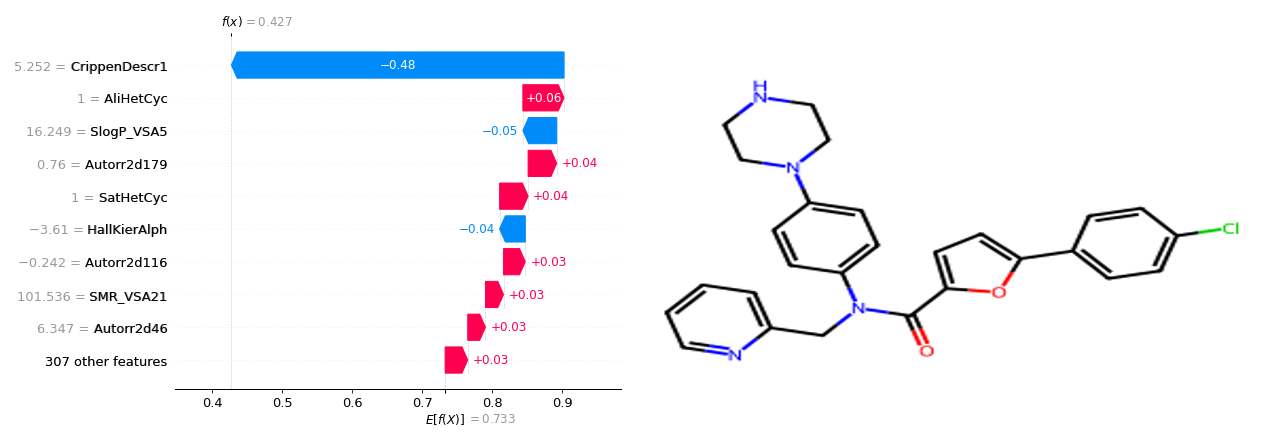 f(x) = 0.427
5.252 = CrippenDescr1
−0.48
1 = AliHetCyc
+0.06
16.249 = SlogP_VSA5
−0.05
0.76 = Autorr2d179
+0.04
1 = SatHetCyc
+0.04
−3.61 = HallKierAlph
−0.04
−0.242 = Autorr2d116
+0.03
101.536 = SMR_VSA21
+0.03
6.347 = Autorr2d46
+0.03
307 other features
+0.03
0.4 0.5 0.6 0.7 0.8 0.9
E[f(X)] = 0.733
H
N
N
Cl
O
N
O
N